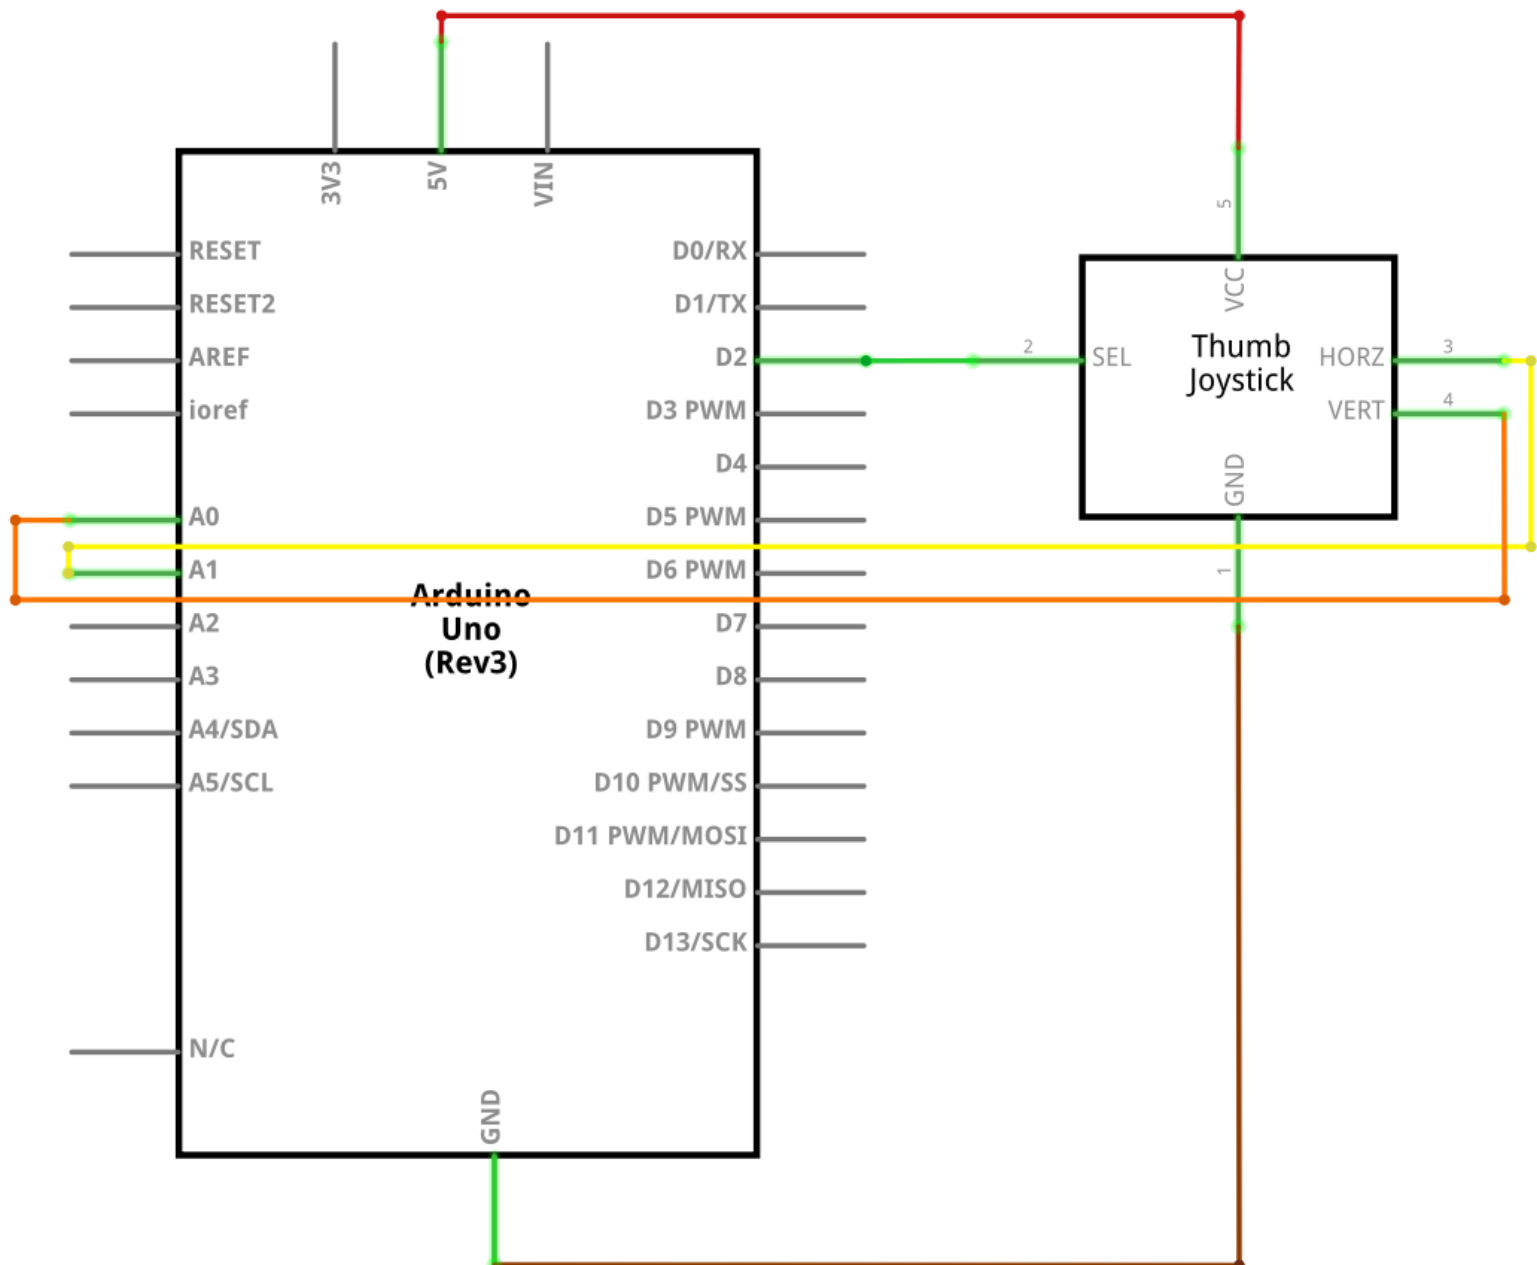 3V3
5V
VIN
RESET
RESET2
AREF
ioref
A0
A1
A2
A3
A4/SDA
A5/SCL
N/C
GND
Arduino
Uno
(Rev3)
D0/RX
D1/TX
D2
D3 PWM
D4
D5 PWM
D6 PWM
D7
D8
D9 PWM
D10 PWM/SS
D11 PWM/MOSI
D12/MISO
D13/SCK
5
VCC
2
SEL
Thumb
Joystick
HORZ
3
VERT
4
GND
1